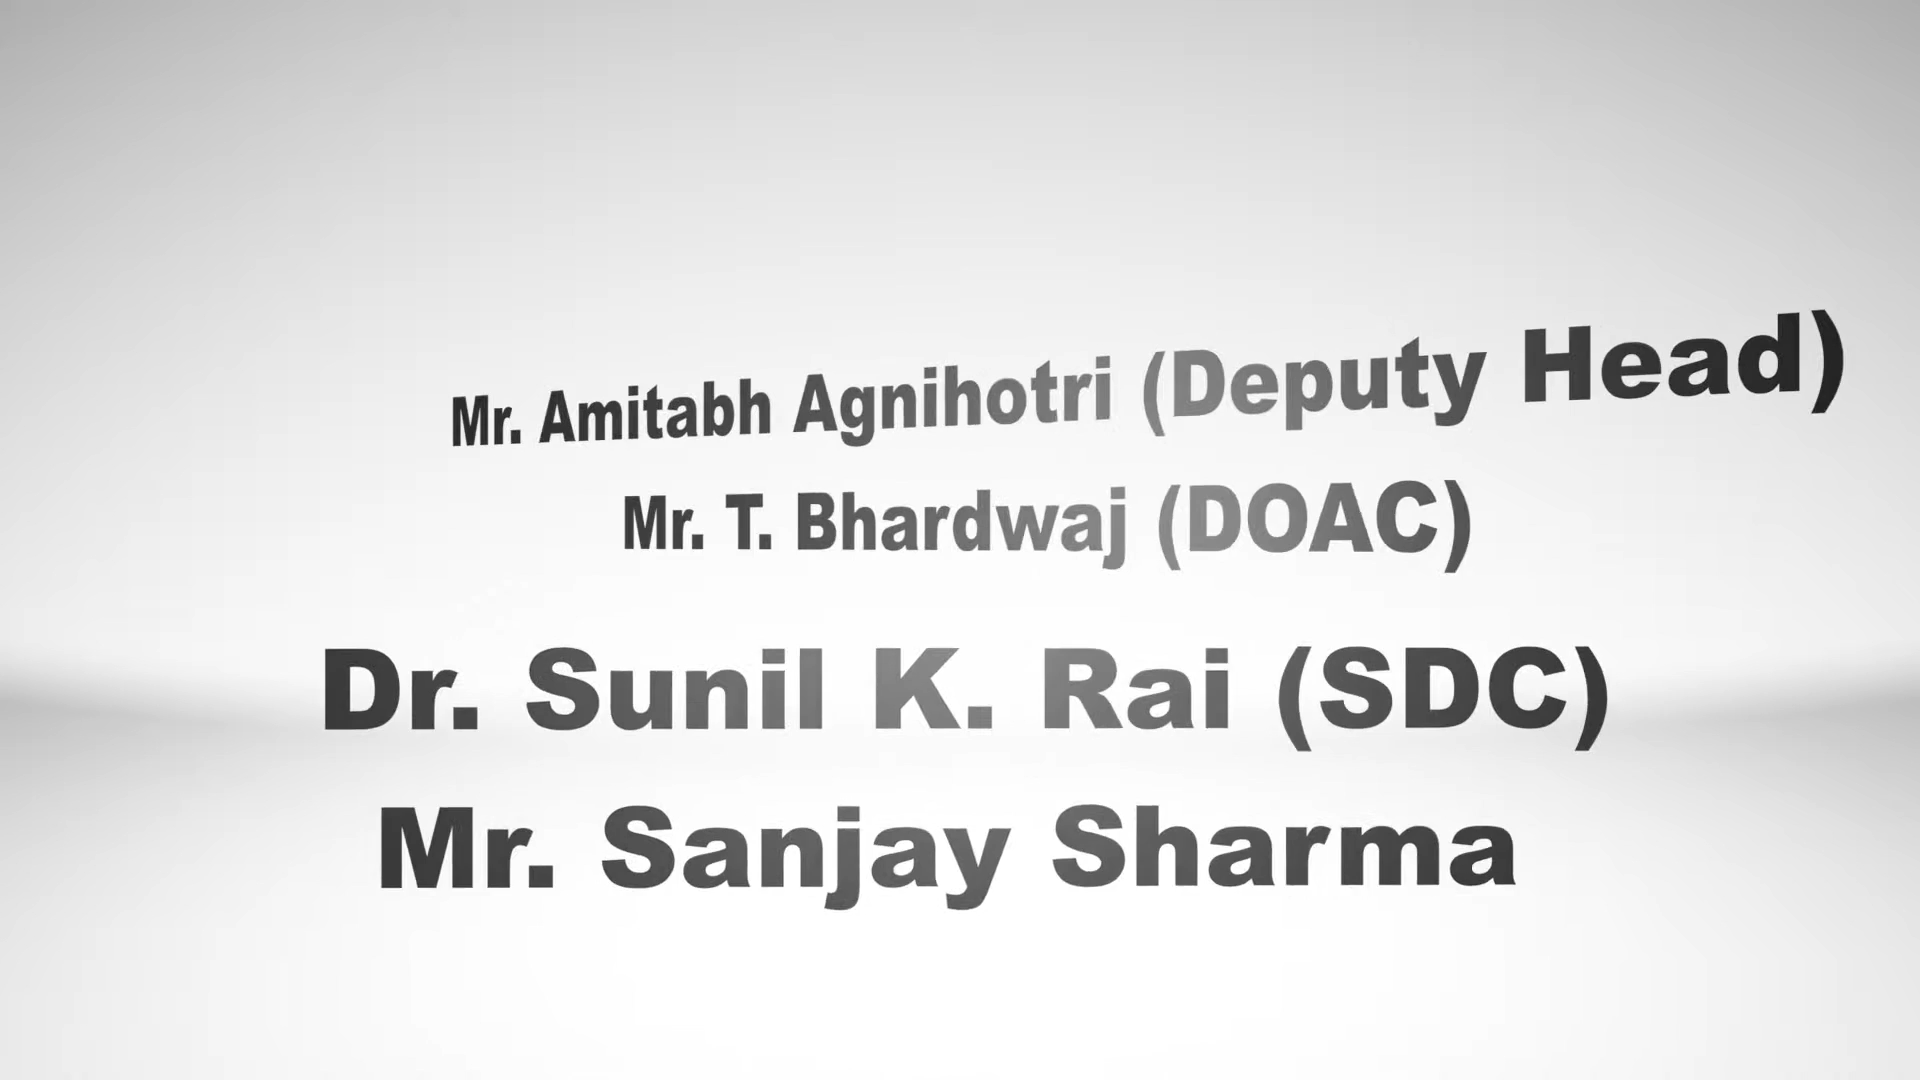 Mr. Amitabh Agnihotri (Deputy Head)
Mr. T. Bhardwaj (DOAC)
Dr. Sunil K. Rai (SDC)
Mr. Sanjay Sharma